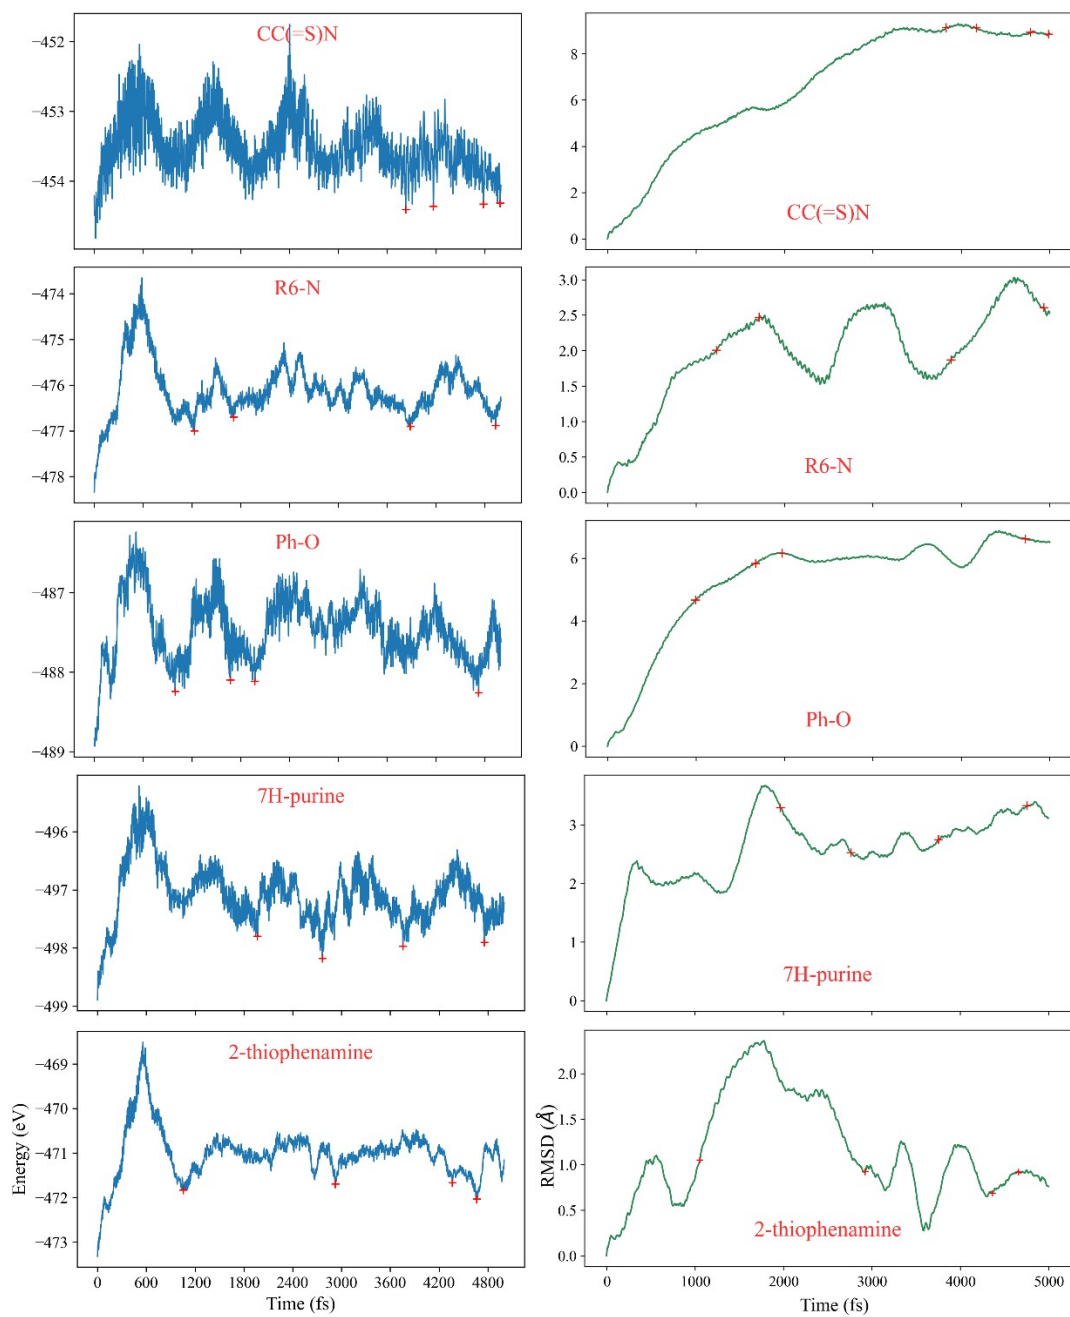 CC(=S)N
−452
−453
−454
CC(=S)N
8
6
4
2
0
R6-N
−474
−475
−476
−477
−478
R6-N
3.0
2.5
2.0
1.5
1.0
0.5
0.0
Ph-O
−487
−488
−489
Ph-O
6
4
2
0
7H-purine
−496
−497
−498
−499
7H-purine
3
2
1
0
2-thiophenamine
−469
−470
−471
−472
−473
Energy (eV)
0 600 1200 1800 2400 3000 3600 4200 4800
Time (fs)
2-thiophenamine
2.0
1.5
1.0
0.5
0.0
RMSD (Å)
0 1000 2000 3000 4000 5000
Time (fs)